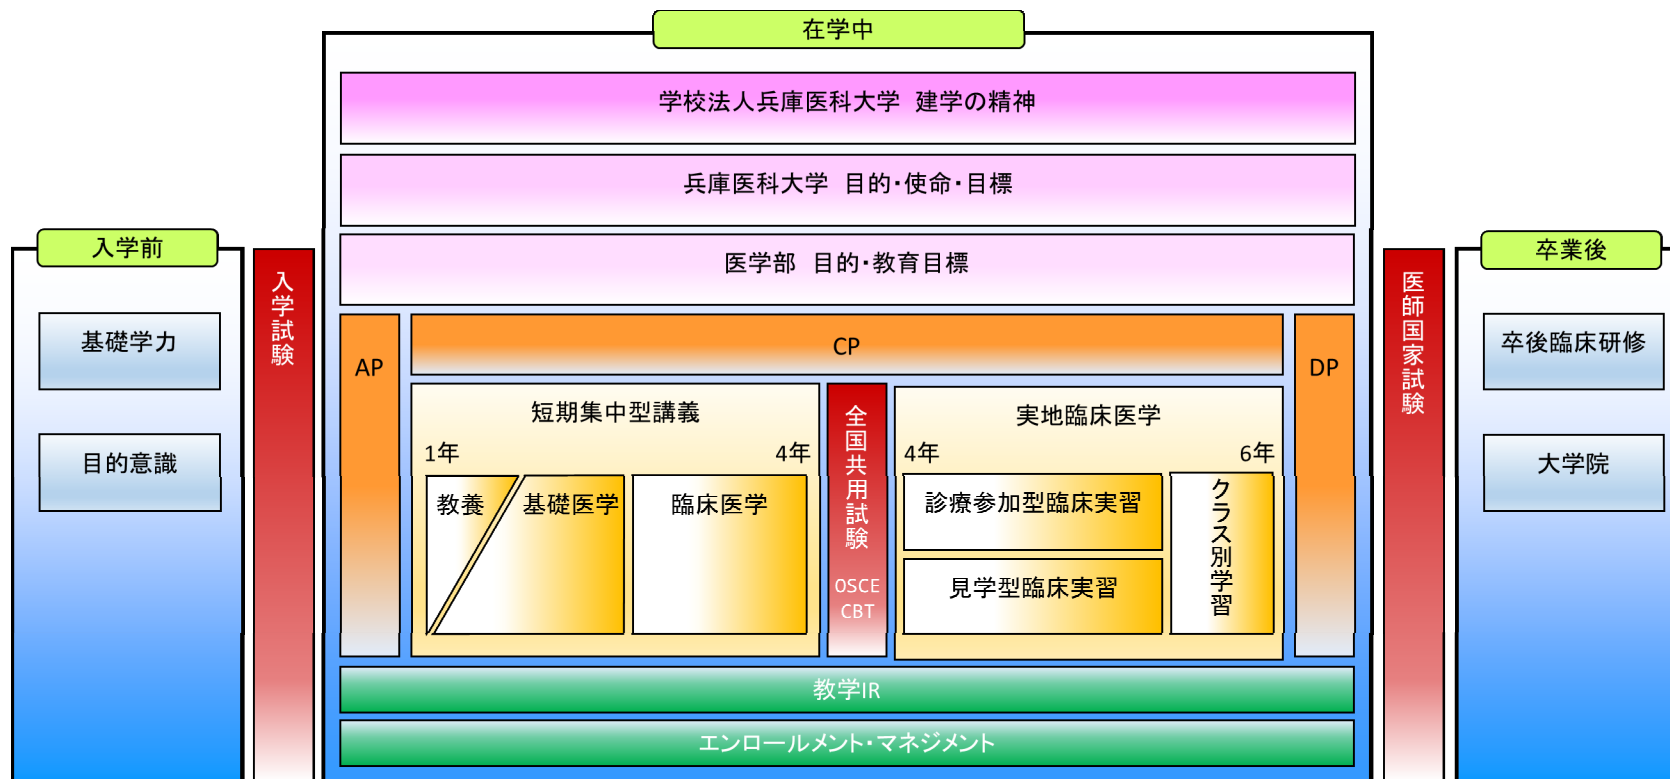 在学中
学校法人兵庫医科大学 建学の精神
兵庫医科大学 目的・使命・目標
医学部 目的・教育目標
入学前
基礎学力
目的意識
入学試験
AP
CP
DP
短期集中型講義
1年
4年
教養
基礎医学
臨床医学
全国共用試験
OSCE
CBT
実地臨床医学
4年
6年
診療参加型臨床実習
見学型臨床実習
クラス別学習
教学IR
エンロールメント・マネジメント
医師国家試験
卒業後
卒後臨床研修
大学院